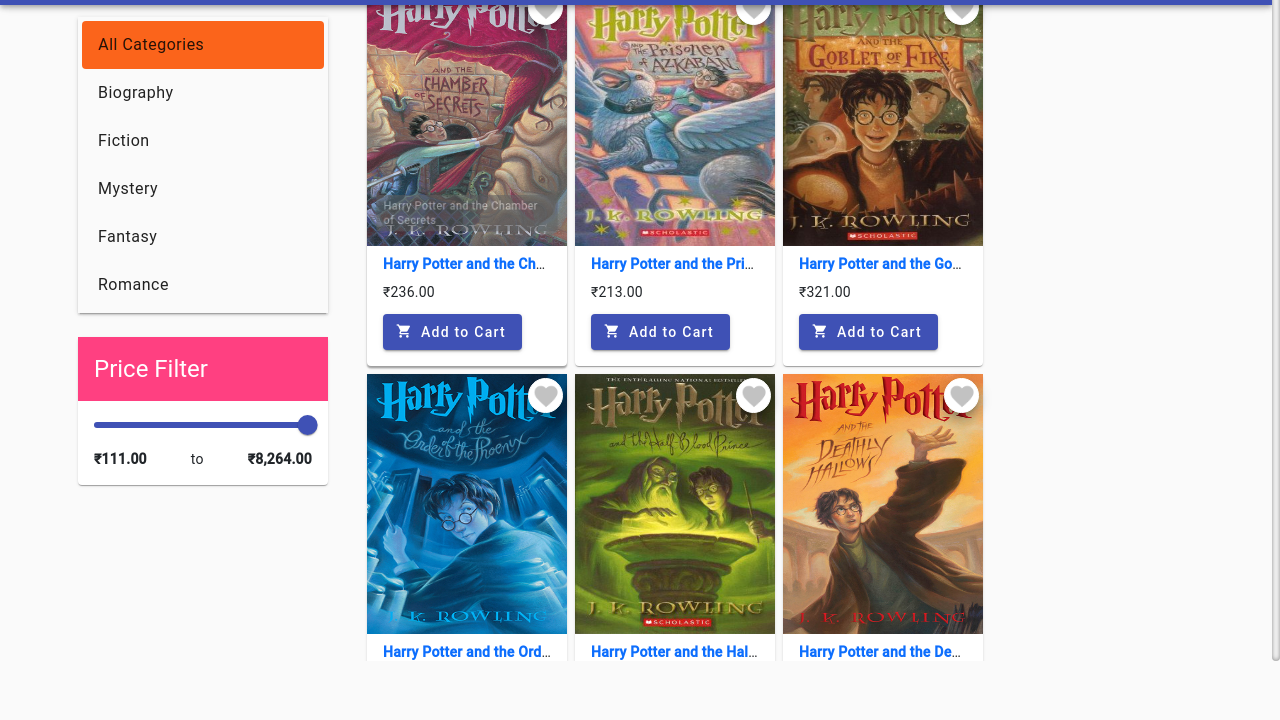 All Categories
Biography
Fiction
Mystery
Fantasy
Romance
Price Filter
₹111.00 to ₹8,264.00
Harry Potter
AND THE
CHAMBER
OF
SECRETS
Harry Potter and the Chamber
of Secrets
J. K. ROWLING
Harry Potter and the Ch...
₹236.00
Add to Cart
Harry Potter
AND THE
Prisoner
of AZKABAN
J. K. ROWLING
SCHOLASTIC
Harry Potter and the Pri...
₹213.00
Add to Cart
Harry Potter
AND THE
GOBLET OF FIRE
J. K. ROWLING
SCHOLASTIC
Harry Potter and the Go...
₹321.00
Add to Cart
Harry Potter
and the
Order of the Phoenix
J. K. ROWLING
Harry Potter and the Ord...
THE ENTHRALLING NATIONAL BESTSELLER
Harry Potter
and the Half-Blood Prince
J. K. ROWLING
SCHOLASTIC
Harry Potter and the Hal...
Harry Potter
AND THE
DEATHLY
HALLOWS
J. K. ROWLING
Harry Potter and the De...